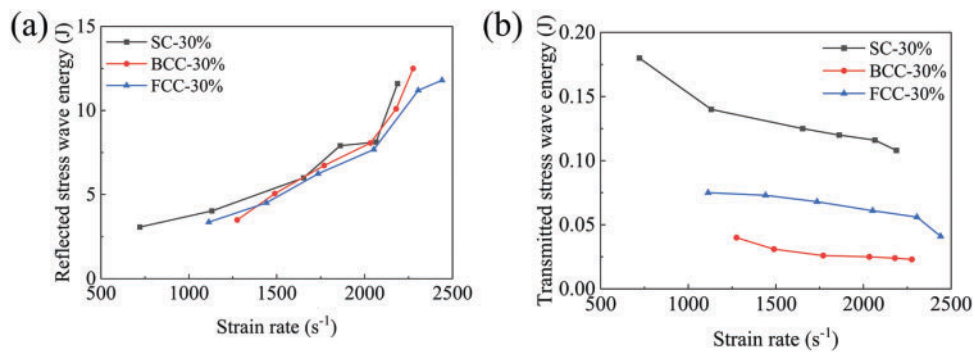 (a)
Reflected stress wave energy (J)
15
10
5
0
SC-30%
BCC-30%
FCC-30%
500 1000 1500 2000 2500
Strain rate (s⁻¹)
(b)
Transmitted stress wave energy (J)
0.20
0.15
0.10
0.05
0.00
SC-30%
BCC-30%
FCC-30%
500 1000 1500 2000 2500
Strain rate (s⁻¹)